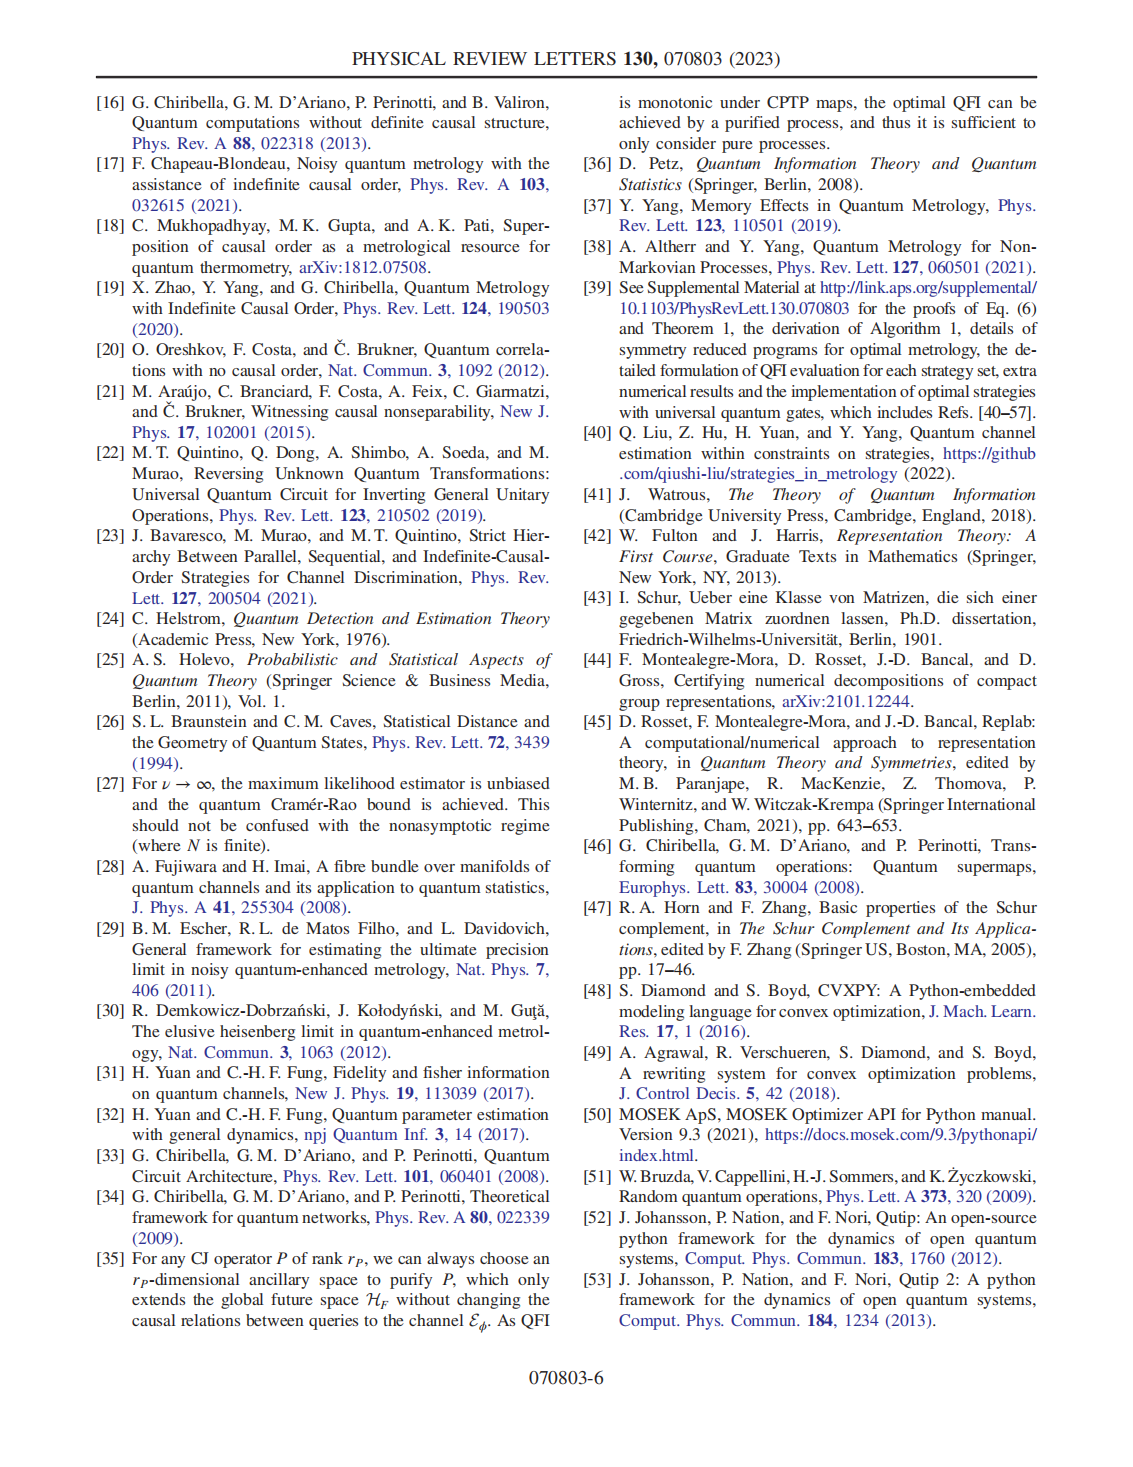 PHYSICAL REVIEW LETTERS 130, 070803 (2023)
[16] G. Chiribella, G. M. D'Ariano, P. Perinotti, and B. Valiron,
Quantum computations without definite causal structure,
Phys. Rev. A 88, 022318 (2013).
[17] F. Chapeau-Blondeau, Noisy quantum metrology with the
assistance of indefinite causal order, Phys. Rev. A 103,
032615 (2021).
[18] C. Mukhopadhyay, M. K. Gupta, and A. K. Pati, Super-
position of causal order as a metrological resource for
quantum thermometry, arXiv:1812.07508.
[19] X. Zhao, Y. Yang, and G. Chiribella, Quantum Metrology
with Indefinite Causal Order, Phys. Rev. Lett. 124, 190503
(2020).
[20] O. Oreshkov, F. Costa, and Č. Brukner, Quantum correla-
tions with no causal order, Nat. Commun. 3, 1092 (2012).
[21] M. Araújo, C. Branciard, F. Costa, A. Feix, C. Giarmatzi,
and Č. Brukner, Witnessing causal nonseparability, New J.
Phys. 17, 102001 (2015).
[22] M. T. Quintino, Q. Dong, A. Shimbo, A. Soeda, and M.
Murao, Reversing Unknown Quantum Transformations:
Universal Quantum Circuit for Inverting General Unitary
Operations, Phys. Rev. Lett. 123, 210502 (2019).
[23] J. Bavaresco, M. Murao, and M. T. Quintino, Strict Hier-
archy Between Parallel, Sequential, and Indefinite-Causal-
Order Strategies for Channel Discrimination, Phys. Rev.
Lett. 127, 200504 (2021).
[24] C. Helstrom, Quantum Detection and Estimation Theory
(Academic Press, New York, 1976).
[25] A. S. Holevo, Probabilistic and Statistical Aspects of
Quantum Theory (Springer Science & Business Media,
Berlin, 2011), Vol. 1.
[26] S. L. Braunstein and C. M. Caves, Statistical Distance and
the Geometry of Quantum States, Phys. Rev. Lett. 72, 3439
(1994).
[27] For ν → ∞, the maximum likelihood estimator is unbiased
and the quantum Cramér-Rao bound is achieved. This
should not be confused with the nonasymptotic regime
(where N is finite).
[28] A. Fujiwara and H. Imai, A fibre bundle over manifolds of
quantum channels and its application to quantum statistics,
J. Phys. A 41, 255304 (2008).
[29] B. M. Escher, R. L. de Matos Filho, and L. Davidovich,
General framework for estimating the ultimate precision
limit in noisy quantum-enhanced metrology, Nat. Phys. 7,
406 (2011).
[30] R. Demkowicz-Dobrzański, J. Kołodyński, and M. Guţă,
The elusive heisenberg limit in quantum-enhanced metrol-
ogy, Nat. Commun. 3, 1063 (2012).
[31] H. Yuan and C.-H. F. Fung, Fidelity and fisher information
on quantum channels, New J. Phys. 19, 113039 (2017).
[32] H. Yuan and C.-H. F. Fung, Quantum parameter estimation
with general dynamics, npj Quantum Inf. 3, 14 (2017).
[33] G. Chiribella, G. M. D'Ariano, and P. Perinotti, Quantum
Circuit Architecture, Phys. Rev. Lett. 101, 060401 (2008).
[34] G. Chiribella, G. M. D'Ariano, and P. Perinotti, Theoretical
framework for quantum networks, Phys. Rev. A 80, 022339
(2009).
[35] For any CJ operator P of rank r_P, we can always choose an
r_P-dimensional ancillary space to purify P, which only
extends the global future space ℋ_F without changing the
causal relations between queries to the channel ℰ_ϕ. As QFI
is monotonic under CPTP maps, the optimal QFI can be
achieved by a purified process, and thus it is sufficient to
only consider pure processes.
[36] D. Petz, Quantum Information Theory and Quantum
Statistics (Springer, Berlin, 2008).
[37] Y. Yang, Memory Effects in Quantum Metrology, Phys.
Rev. Lett. 123, 110501 (2019).
[38] A. Altherr and Y. Yang, Quantum Metrology for Non-
Markovian Processes, Phys. Rev. Lett. 127, 060501 (2021).
[39] See Supplemental Material at http://link.aps.org/supplemental/
10.1103/PhysRevLett.130.070803 for the proofs of Eq. (6)
and Theorem 1, the derivation of Algorithm 1, details of
symmetry reduced programs for optimal metrology, the de-
tailed formulation of QFI evaluation for each strategy set, extra
numerical results and the implementation of optimal strategies
with universal quantum gates, which includes Refs. [40–57].
[40] Q. Liu, Z. Hu, H. Yuan, and Y. Yang, Quantum channel
estimation within constraints on strategies, https://github
.com/qiushi-liu/strategies_in_metrology (2022).
[41] J. Watrous, The Theory of Quantum Information
(Cambridge University Press, Cambridge, England, 2018).
[42] W. Fulton and J. Harris, Representation Theory: A
First Course, Graduate Texts in Mathematics (Springer,
New York, NY, 2013).
[43] I. Schur, Ueber eine Klasse von Matrizen, die sich einer
gegebenen Matrix zuordnen lassen, Ph.D. dissertation,
Friedrich-Wilhelms-Universität, Berlin, 1901.
[44] F. Montealegre-Mora, D. Rosset, J.-D. Bancal, and D.
Gross, Certifying numerical decompositions of compact
group representations, arXiv:2101.12244.
[45] D. Rosset, F. Montealegre-Mora, and J.-D. Bancal, Replab:
A computational/numerical approach to representation
theory, in Quantum Theory and Symmetries, edited by
M. B. Paranjape, R. MacKenzie, Z. Thomova, P.
Winternitz, and W. Witczak-Krempa (Springer International
Publishing, Cham, 2021), pp. 643–653.
[46] G. Chiribella, G. M. D'Ariano, and P. Perinotti, Trans-
forming quantum operations: Quantum supermaps,
Europhys. Lett. 83, 30004 (2008).
[47] R. A. Horn and F. Zhang, Basic properties of the Schur
complement, in The Schur Complement and Its Applica-
tions, edited by F. Zhang (Springer US, Boston, MA, 2005),
pp. 17–46.
[48] S. Diamond and S. Boyd, CVXPY: A Python-embedded
modeling language for convex optimization, J. Mach. Learn.
Res. 17, 1 (2016).
[49] A. Agrawal, R. Verschueren, S. Diamond, and S. Boyd,
A rewriting system for convex optimization problems,
J. Control Decis. 5, 42 (2018).
[50] MOSEK ApS, MOSEK Optimizer API for Python manual.
Version 9.3 (2021), https://docs.mosek.com/9.3/pythonapi/
index.html.
[51] W. Bruzda, V. Cappellini, H.-J. Sommers, and K. Życzkowski,
Random quantum operations, Phys. Lett. A 373, 320 (2009).
[52] J. Johansson, P. Nation, and F. Nori, Qutip: An open-source
python framework for the dynamics of open quantum
systems, Comput. Phys. Commun. 183, 1760 (2012).
[53] J. Johansson, P. Nation, and F. Nori, Qutip 2: A python
framework for the dynamics of open quantum systems,
Comput. Phys. Commun. 184, 1234 (2013).
070803-6